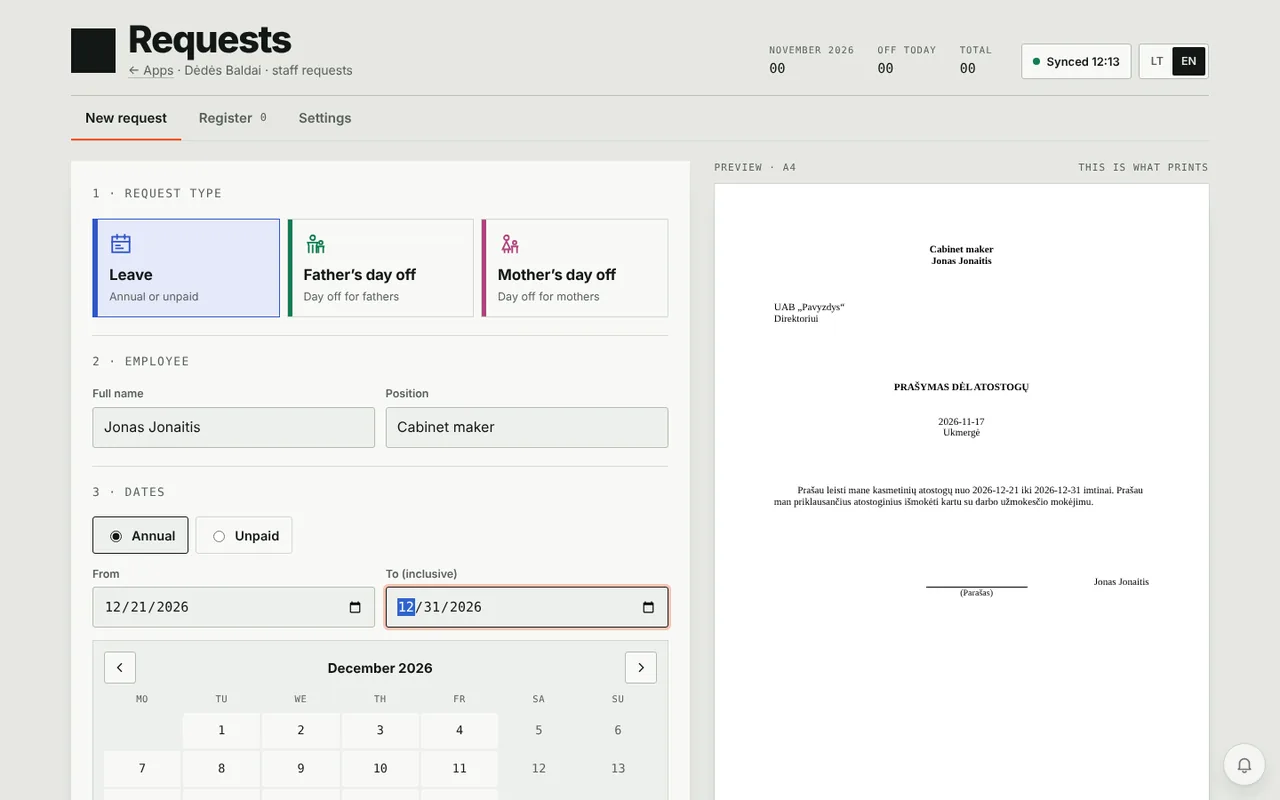 Requests
← Apps · Dėdės Baldai · staff requests
NOVEMBER 2026
00
OFF TODAY
00
TOTAL
00
Synced 12:13
LT EN
New request Register 0 Settings
1 · REQUEST TYPE
Leave
Annual or unpaid
Father’s day off
Day off for fathers
Mother’s day off
Day off for mothers
2 · EMPLOYEE
Full name
Jonas Jonaitis
Position
Cabinet maker
3 · DATES
Annual Unpaid
From
12/21/2026
To (inclusive)
12/31/2026
December 2026
MO TU WE TH FR SA SU
1 2 3 4 5 6
7 8 9 10 11 12 13
PREVIEW · A4 THIS IS WHAT PRINTS
Cabinet maker
Jonas Jonaitis
UAB „Pavyzdys“
Direktoriui
PRAŠYMAS DĖL ATOSTOGŲ
2026-11-17
Ukmergė
Prašau leisti mane kasmetinių atostogų nuo 2026-12-21 iki 2026-12-31 imtinai. Prašau
man priklausančius atostoginius išmokėti kartu su darbo užmokesčio mokėjimu.
Jonas Jonaitis
(Parašas)